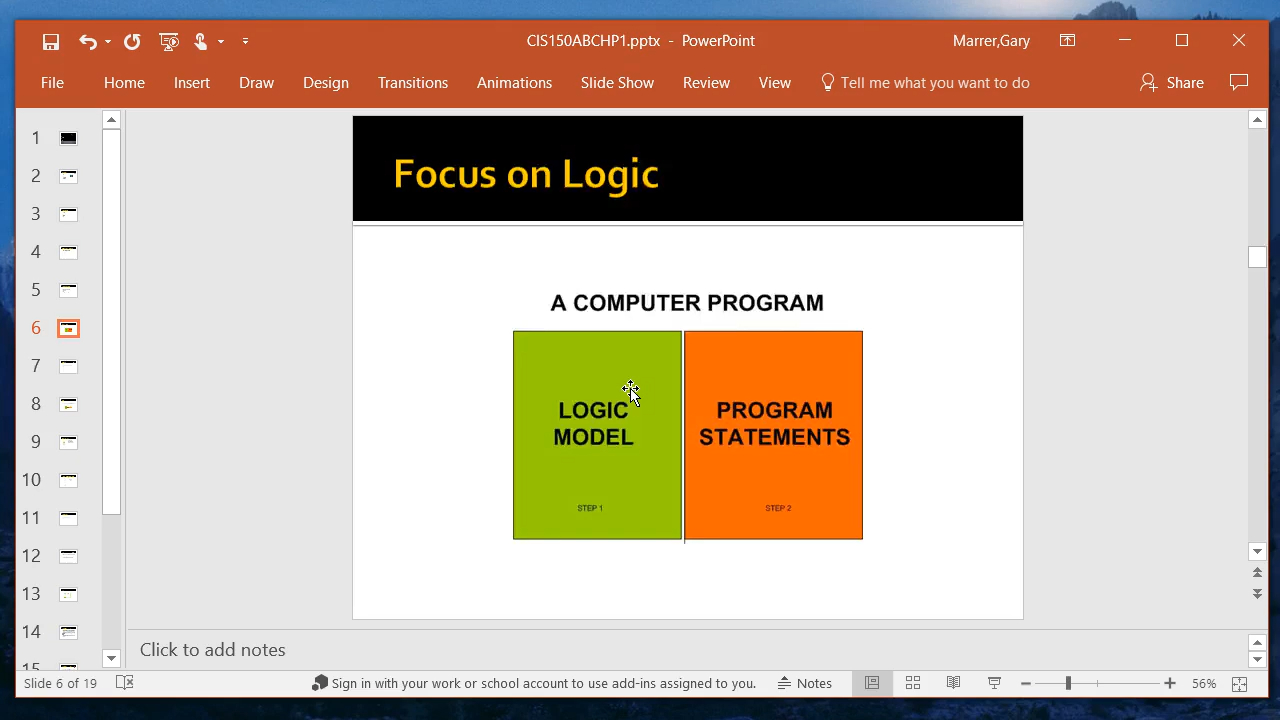 CIS150ABCHP1.pptx - PowerPoint
Marrer,Gary
File Home Insert Draw Design Transitions Animations Slide Show Review View Tell me what you want to do Share
1
2
3
4
5
6
7
8
9
10
11
12
13
14
15
Focus on Logic
A COMPUTER PROGRAM
LOGIC
MODEL
STEP 1
PROGRAM
STATEMENTS
STEP 2
Click to add notes
Slide 6 of 19 Sign in with your work or school account to use add-ins assigned to you. Notes 56%